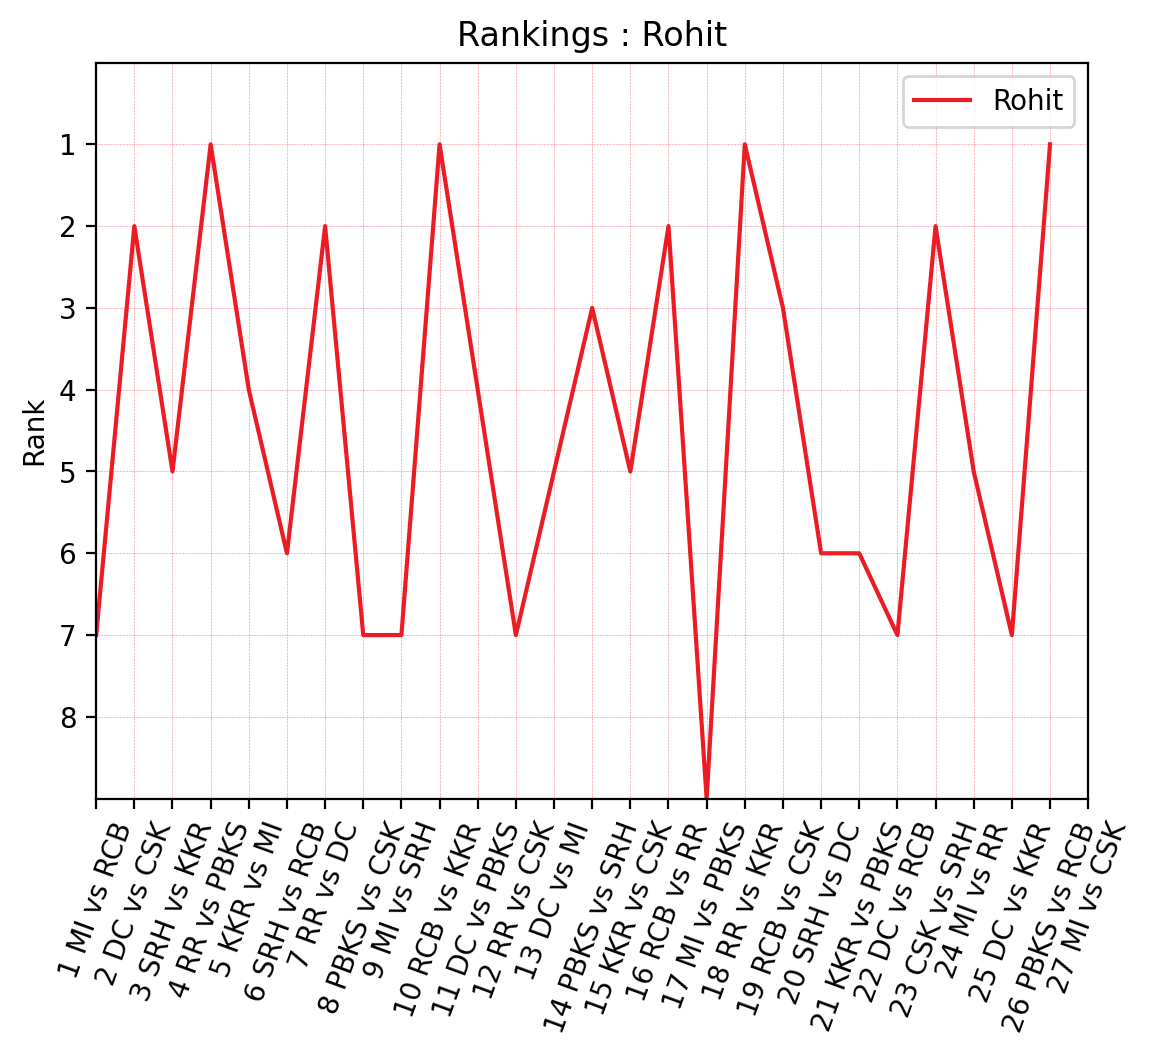 Rankings : Rohit
Rohit
Rank
1
2
3
4
5
6
7
8
1 MI vs RCB
2 DC vs CSK
3 SRH vs KKR
4 RR vs PBKS
5 KKR vs MI
6 SRH vs RCB
7 RR vs DC
8 PBKS vs CSK
9 MI vs SRH
10 RCB vs KKR
11 DC vs PBKS
12 RR vs CSK
13 DC vs MI
14 PBKS vs SRH
15 KKR vs CSK
16 RCB vs RR
17 MI vs PBKS
18 RR vs KKR
19 RCB vs CSK
20 SRH vs DC
21 KKR vs PBKS
22 DC vs RCB
23 CSK vs SRH
24 MI vs RR
25 DC vs KKR
26 PBKS vs RCB
27 MI vs CSK